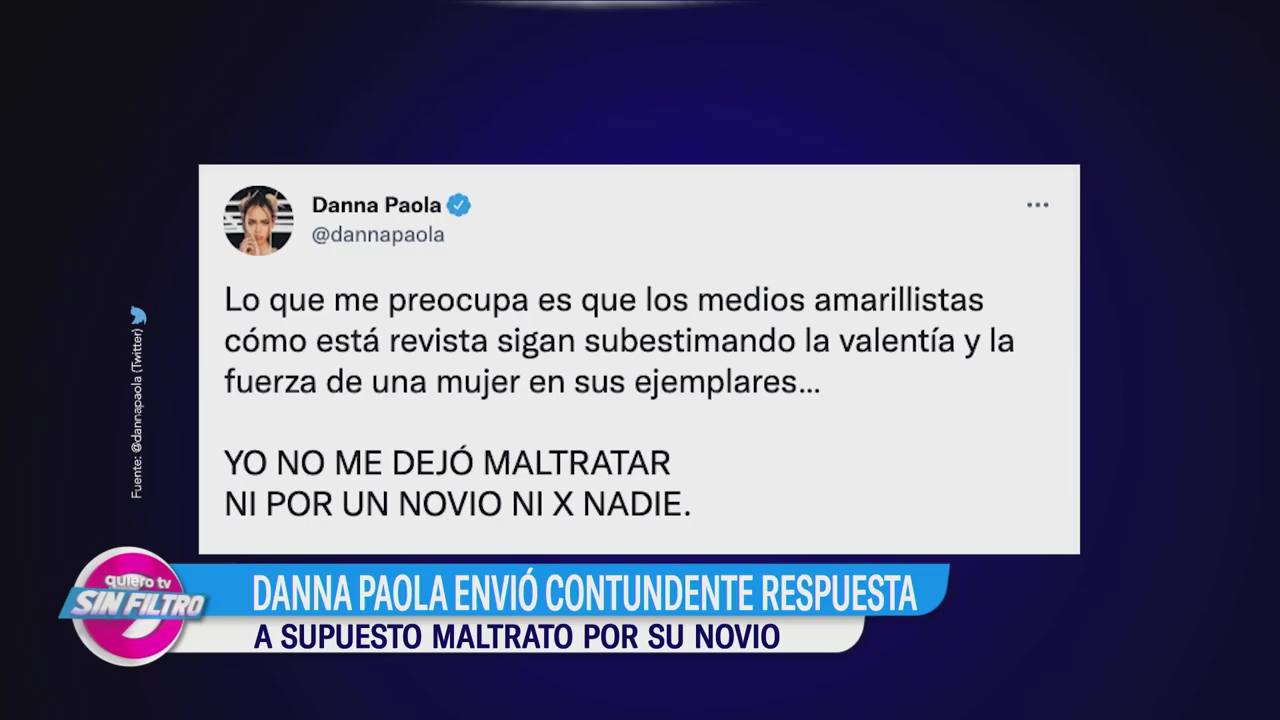 Danna Paola
@dannapaola
Lo que me preocupa es que los medios amarillistas
cómo está revista sigan subestimando la valentía y la
fuerza de una mujer en sus ejemplares...
YO NO ME DEJÓ MALTRATAR
NI POR UN NOVIO NI X NADIE.
Fuente: @dannapaola (Twitter)
quiero tv
SIN FILTRO
DANNA PAOLA ENVIÓ CONTUNDENTE RESPUESTA
A SUPUESTO MALTRATO POR SU NOVIO